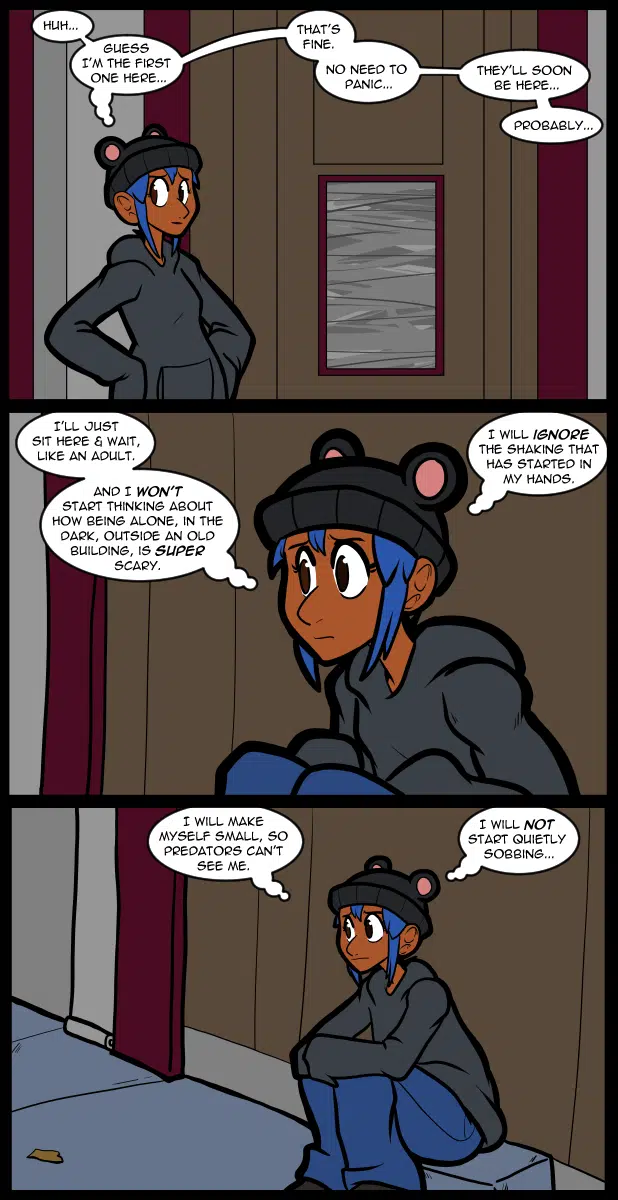 HUH...
GUESS
I'M THE FIRST
ONE HERE...
THAT'S
FINE.
NO NEED TO
PANIC...
THEY'LL SOON
BE HERE...
PROBABLY...
I'LL JUST
SIT HERE & WAIT,
LIKE AN ADULT.
AND I WON'T
START THINKING ABOUT
HOW BEING ALONE, IN THE
DARK, OUTSIDE AN OLD
BUILDING, IS SUPER
SCARY.
I WILL IGNORE
THE SHAKING THAT
HAS STARTED IN
MY HANDS.
I WILL MAKE
MYSELF SMALL, SO
PREDATORS CAN'T
SEE ME.
I WILL NOT
START QUIETLY
SOBBING...